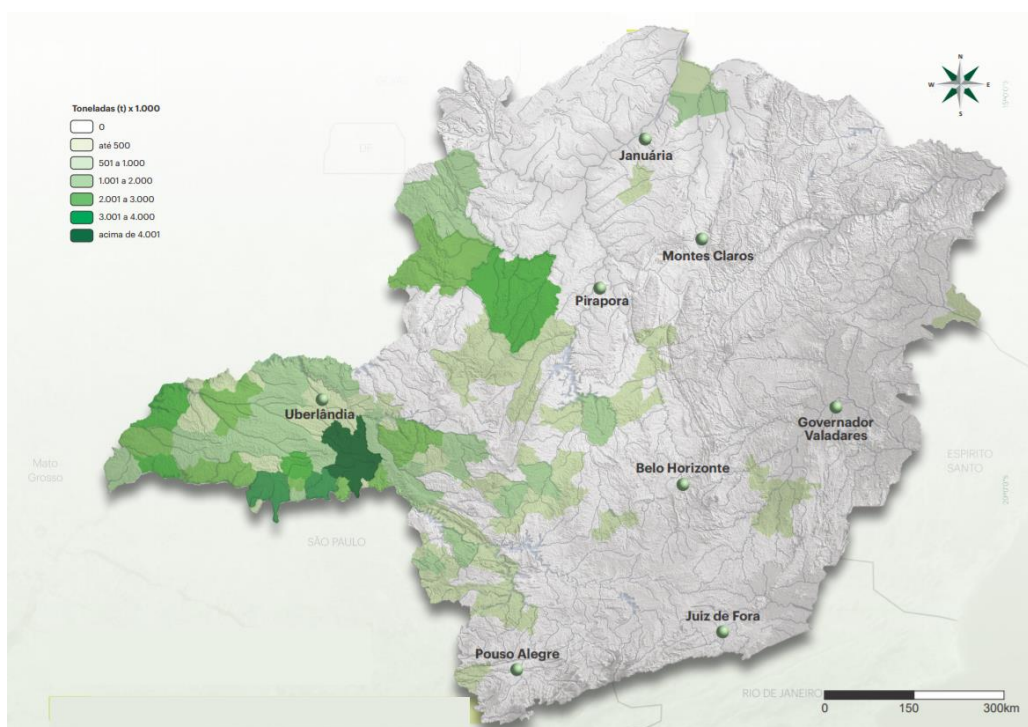 N
W E
S
Toneladas (t) x 1.000
0
até 500
501 a 1.000
1.001 a 2.000
2.001 a 3.000
3.001 a 4.000
acima de 4.001
DF
Januária
Montes Claros
Pirapora
Uberlândia
Governador
Valadares
Mato
Grosso
Belo Horizonte
ESPIRITO
SANTO
SÃO PAULO
Juiz de Fora
Pouso Alegre
RIO DE JANEIRO
0 150 300km